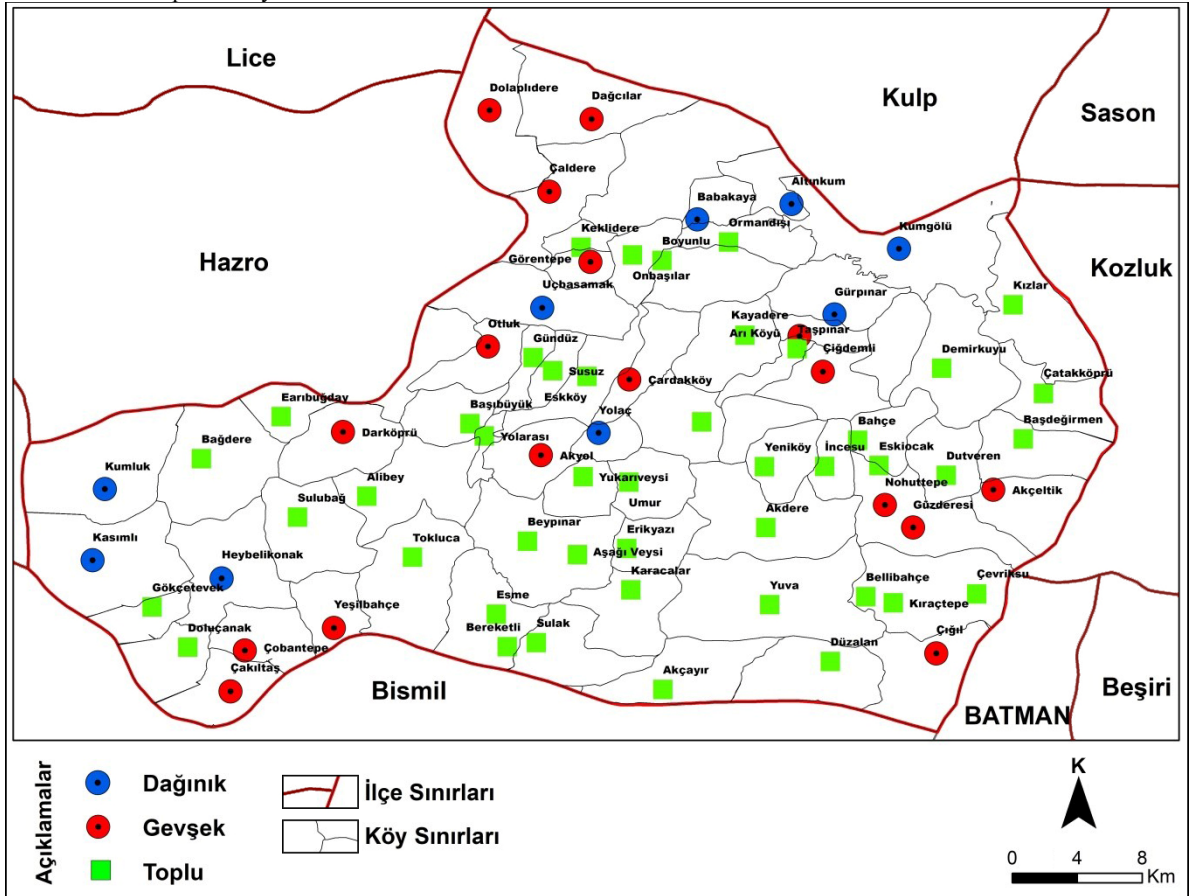 Lice
Dolaplıdere
Dağcılar
Kulp
Sason
Çaldere
Babakaya
Altınkum
Keklidere
Boyunlu
Ormandışı
Kumgölü
Hazro
Görentepe
Onbaşılar
Kozluk
Uçbasamak
Gürpınar
Kızlar
Otluk
Gündüz
Kayadere
Arı Köyü
Taşpınar
Çiğdemli
Demirkuyu
Susuz
Eskköy
Çardakköy
Çatakköprü
Earıbuğday
Başıbüyük
Yolaç
Bahçe
Başdeğirmen
Bağdere
Darköprü
Yolarası
Akyol
Yeniköy
İncesu
Eskiocak
Dutveren
Kumluk
Alibey
Yukarıveysi
Nohuttepe
Akçeltik
Sulubağ
Umur
Güzderesi
Akdere
Kasımlı
Heybelikonak
Tokluca
Beypınar
Erikyazı
Aşağı Veysi
Karacalar
Gökçetevek
Yuva
Bellibahçe
Çevriksu
Kıraçtepe
Yeşilbahçe
Esme
Doluçanak
Bereketli
Sulak
Çobantepe
Düzalan
Çığıl
Çakıltaş
Akçayır
Bismil
BATMAN
Beşiri
Açıklamalar
Dağınık
Gevşek
Toplu
İlçe Sınırları
Köy Sınırları
K
0 4 8
Km